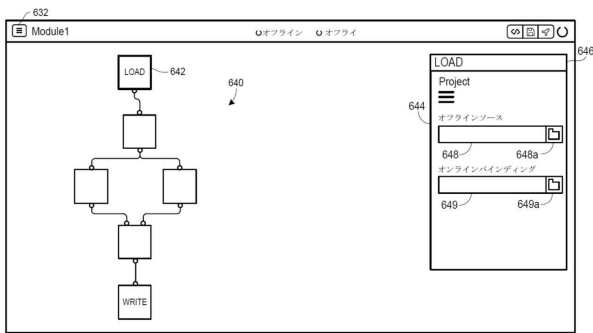 632
Module1
オフライン オフライ
646
LOAD
642
640
LOAD
Project
644
オフラインソース
648
648a
オンラインバインディング
649
649a
WRITE